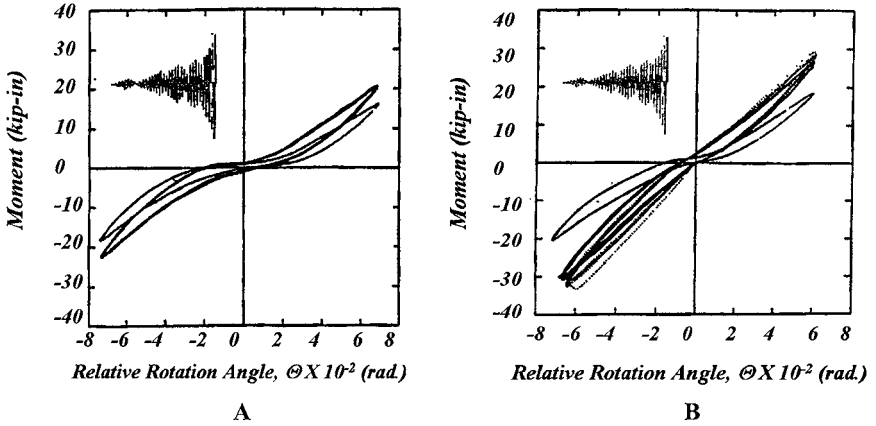 40
30
20
10
0
-10
-20
-30
-40
Moment (kip-in)
-8 -6 -4 -2 0 2 4 6 8
Relative Rotation Angle, Θ X 10-2 (rad.)
A
40
30
20
10
0
-10
-20
-30
-40
Moment (kip-in)
-8 -6 -4 -2 0 2 4 6 8
Relative Rotation Angle, Θ X 10-2 (rad.)
B